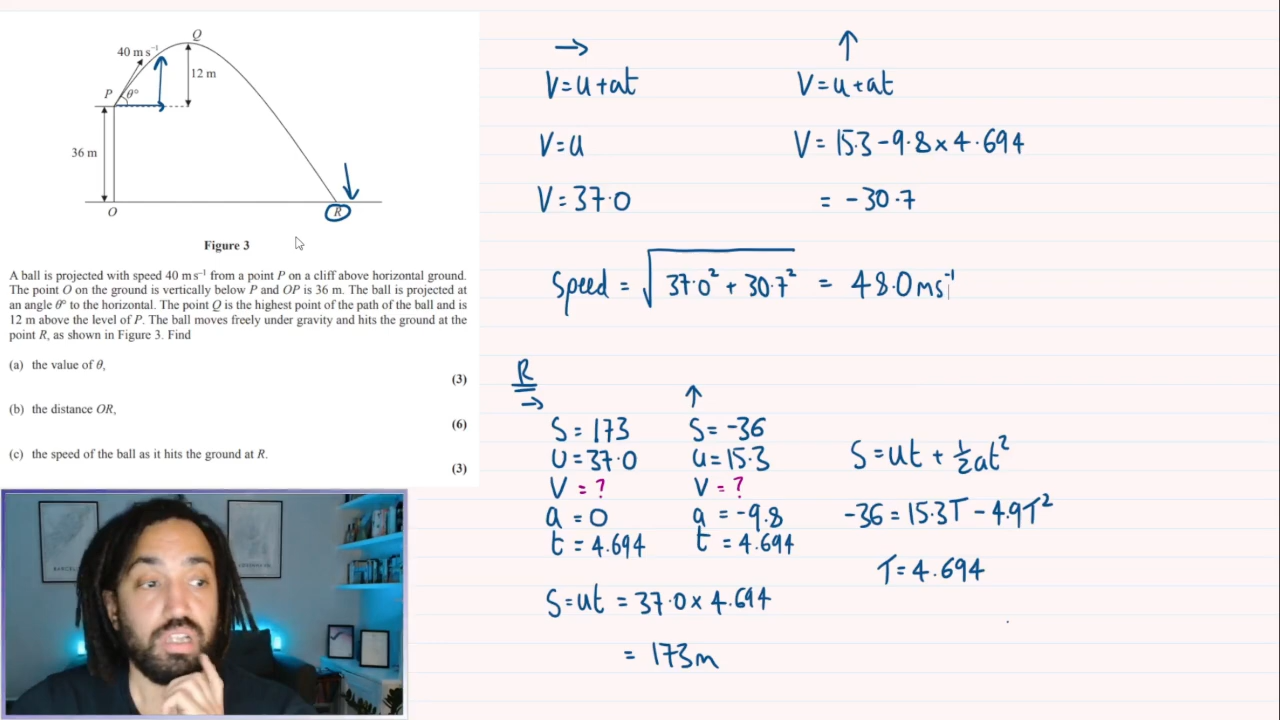 Q
40 m s⁻¹
12 m
P
θ°
36 m
O
R
Figure 3
A ball is projected with speed 40 m s⁻¹ from a point P on a cliff above horizontal ground.
The point O on the ground is vertically below P and OP is 36 m. The ball is projected at
an angle θ° to the horizontal. The point Q is the highest point of the path of the ball and is
12 m above the level of P. The ball moves freely under gravity and hits the ground at the
point R, as shown in Figure 3. Find
(a) the value of θ,
(3)
(b) the distance OR,
(6)
(c) the speed of the ball as it hits the ground at R.
(3)
→
V=u+at
V=u
V=37.0
↑
V=u+at
V=15.3-9.8×4.694
= -30.7
Speed = √37.0²+30.7² = 48.0ms⁻¹
R
→
S=173
U=37.0
V=?
a=0
t=4.694
↑
S=-36
u=15.3
V=?
a=-9.8
t=4.694
S=ut+½at²
-36=15.3T-4.9T²
T=4.694
S=ut=37.0×4.694
=173m